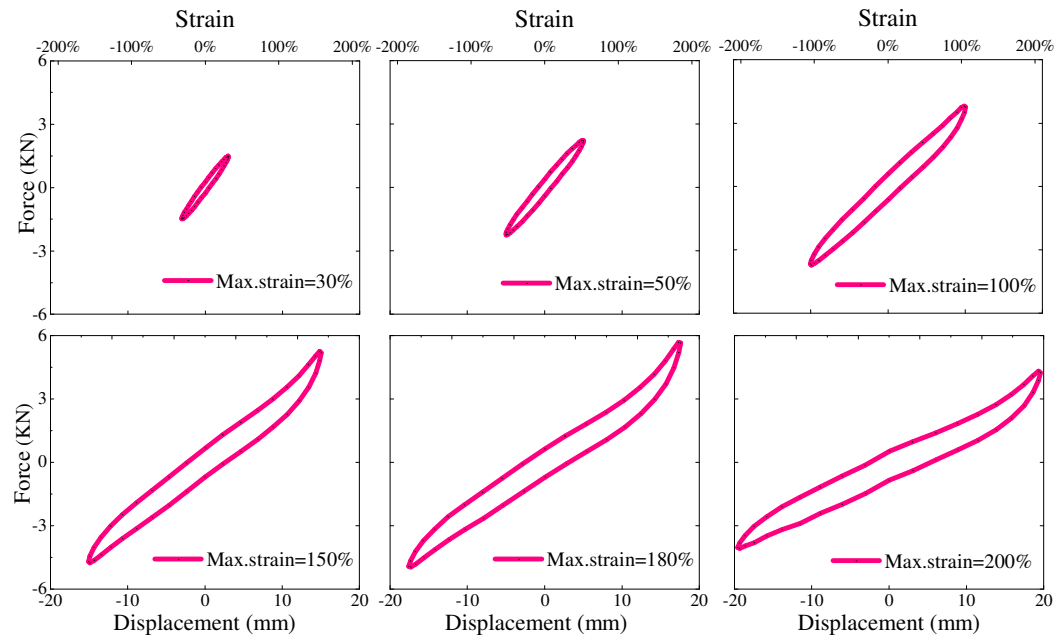 Strain Strain Strain
-200% -100% 0% 100% 200% -200% -100% 0% 100% 200% -200% -100% 0% 100% 200%
6
3
0
-3
-6
Force (KN)
Max.strain=30% Max.strain=50% Max.strain=100%
6
3
0
-3
-6
Force (KN)
Max.strain=150% Max.strain=180% Max.strain=200%
-20 -10 0 10 20 -20 -10 0 10 20 -20 -10 0 10 20
Displacement (mm) Displacement (mm) Displacement (mm)